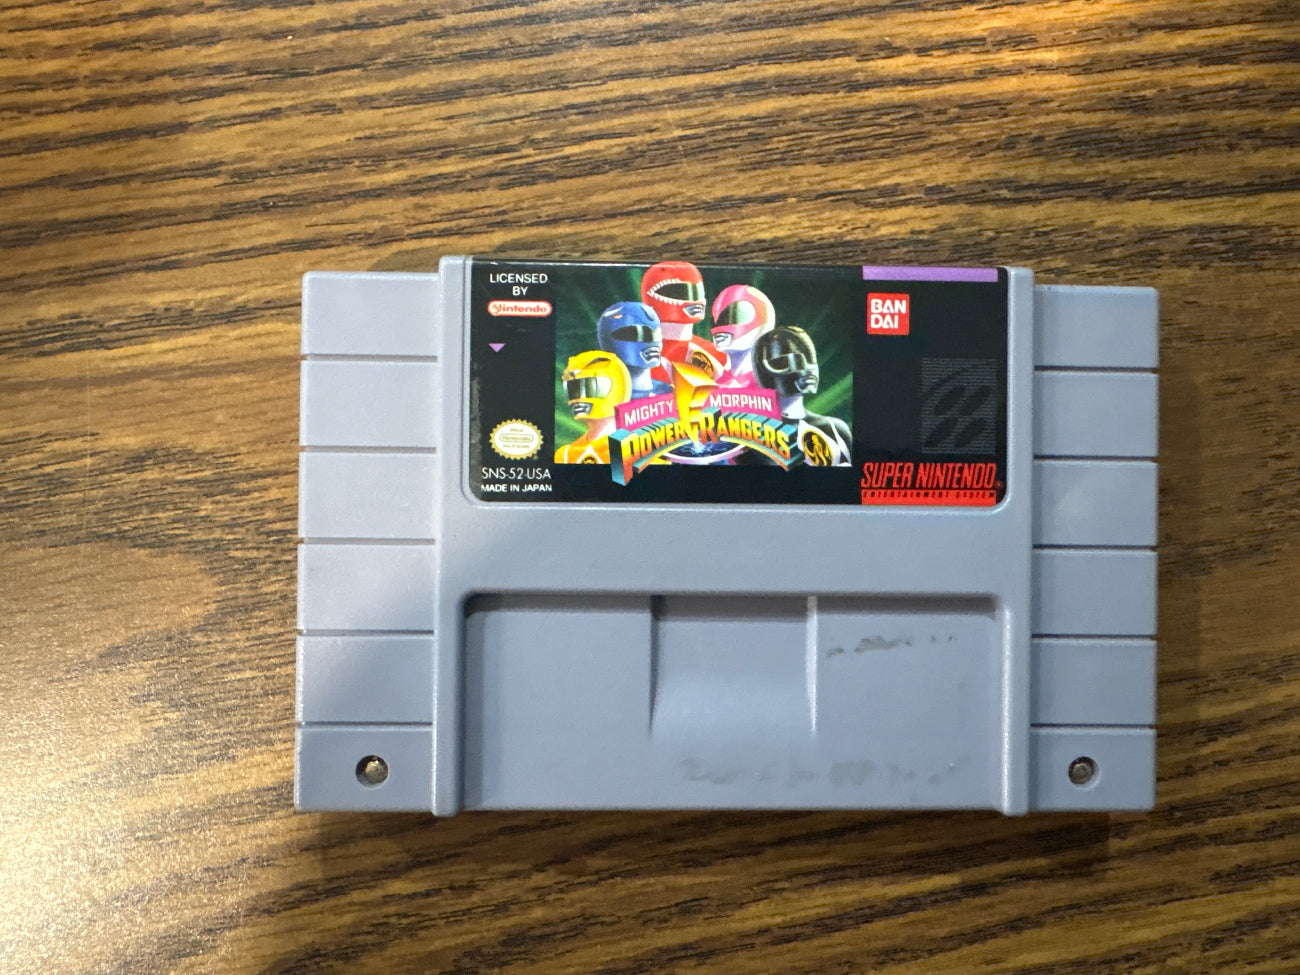 LICENSED
BY
Nintendo
BAN
DAI
MIGHTY MORPHIN
POWER RANGERS
Nintendo
SNS-52-USA
MADE IN JAPAN
SUPER NINTENDO
ENTERTAINMENT SYSTEM